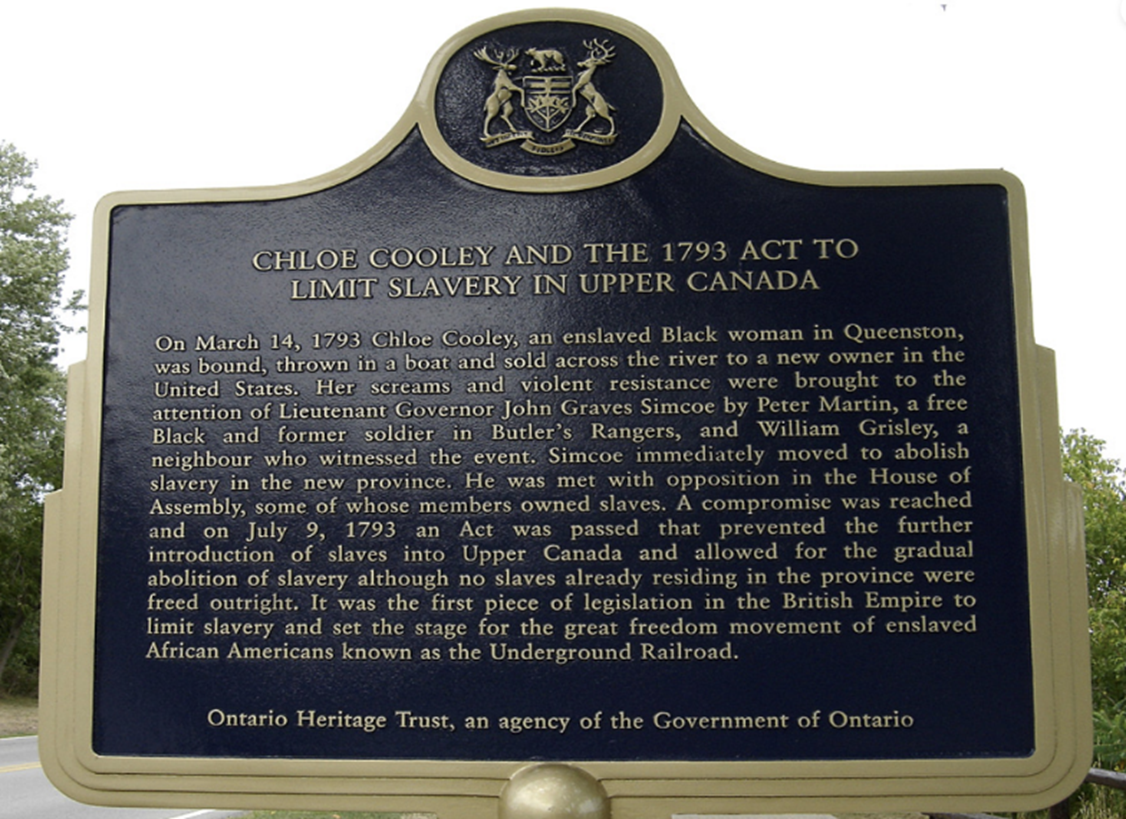 CHLOE COOLEY AND THE 1793 ACT TO
LIMIT SLAVERY IN UPPER CANADA
On March 14, 1793 Chloe Cooley, an enslaved Black woman in Queenston,
was bound, thrown in a boat and sold across the river to a new owner in the
United States. Her screams and violent resistance were brought to the
attention of Lieutenant Governor John Graves Simcoe by Peter Martin, a free
Black and former soldier in Butler's Rangers, and William Grisley, a
neighbour who witnessed the event. Simcoe immediately moved to abolish
slavery in the new province. He was met with opposition in the House of
Assembly, some of whose members owned slaves. A compromise was reached
and on July 9, 1793 an Act was passed that prevented the further
introduction of slaves into Upper Canada and allowed for the gradual
abolition of slavery although no slaves already residing in the province were
freed outright. It was the first piece of legislation in the British Empire to
limit slavery and set the stage for the great freedom movement of enslaved
African Americans known as the Underground Railroad.
Ontario Heritage Trust, an agency of the Government of Ontario